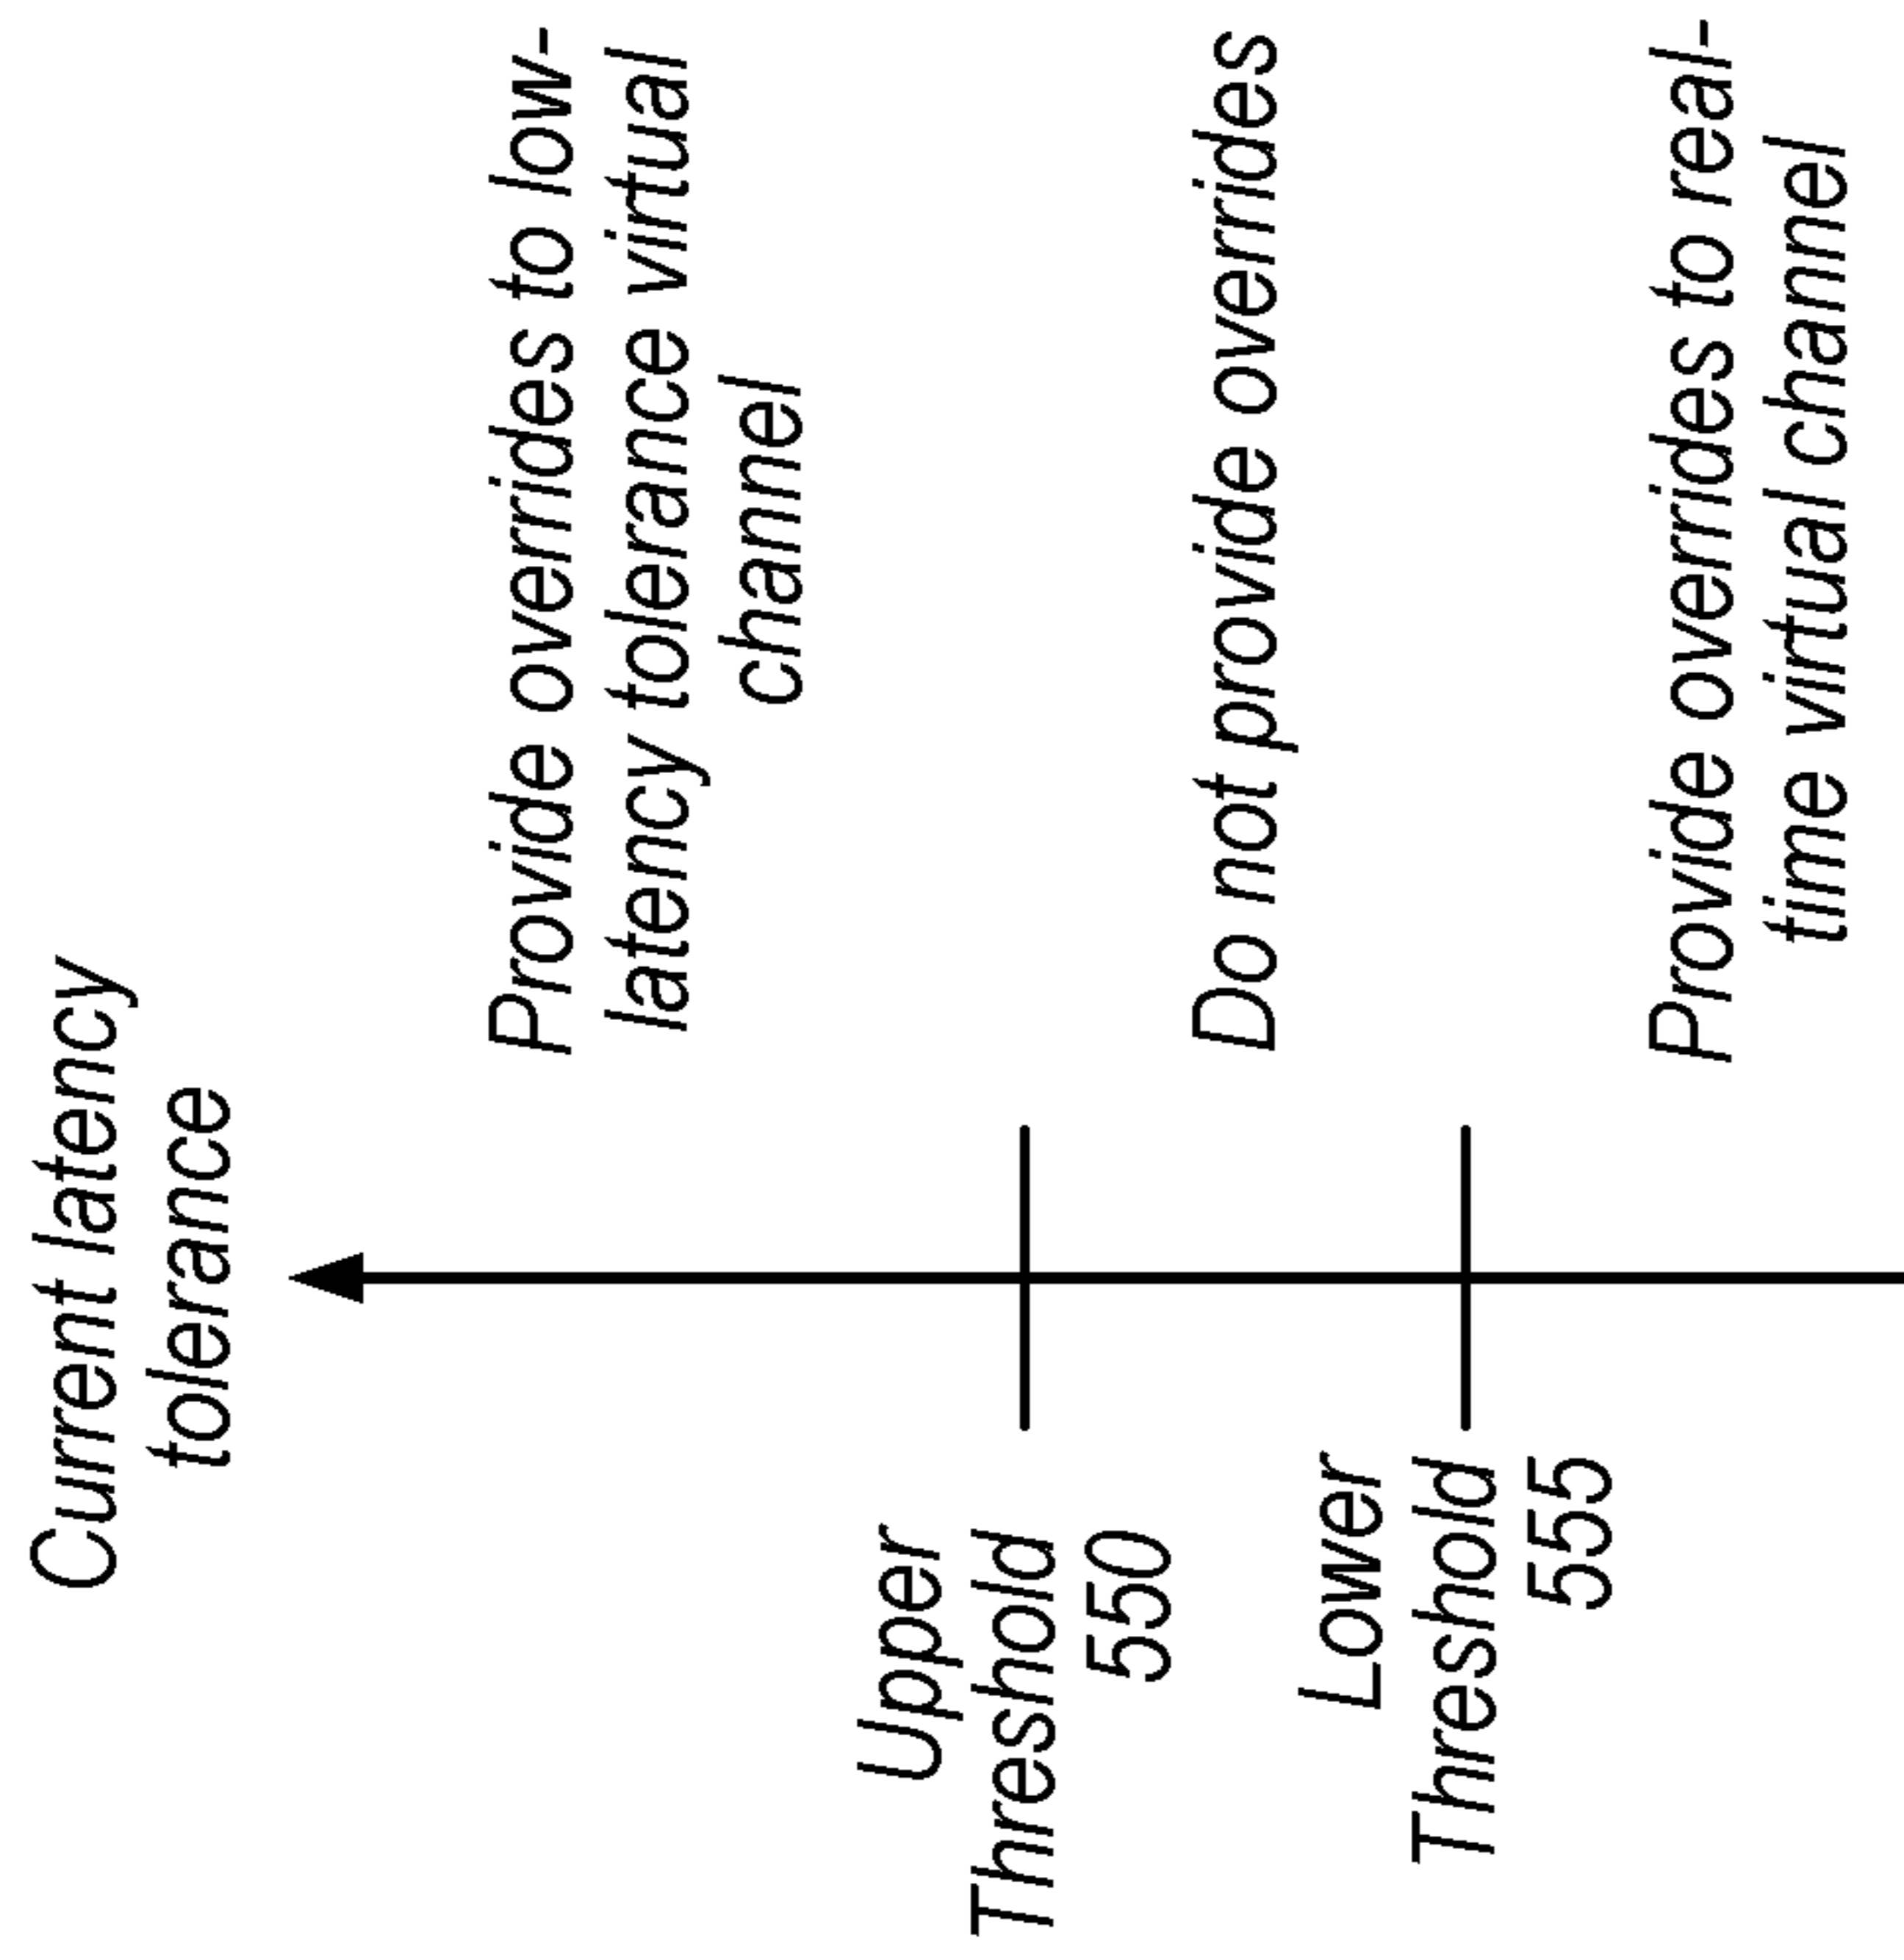 Current latency
tolerance
Provide overrides to low-
latency tolerance virtual
channel
Upper
Threshold
550
Do not provide overrides
Lower
Threshold
555
Provide overrides to real-
time virtual channel